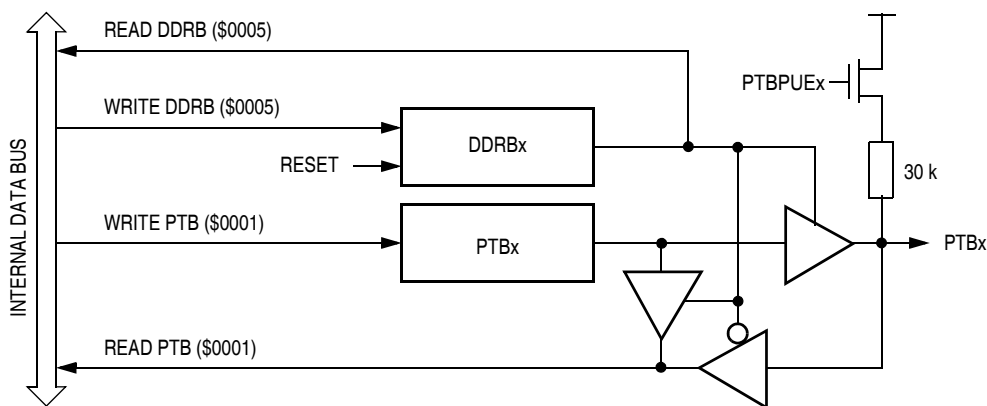 READ DDRB ($0005)
PTBPUEx
WRITE DDRB ($0005)
DDRBx
RESET
30 k
INTERNAL DATA BUS
WRITE PTB ($0001)
PTBx
PTBx
READ PTB ($0001)